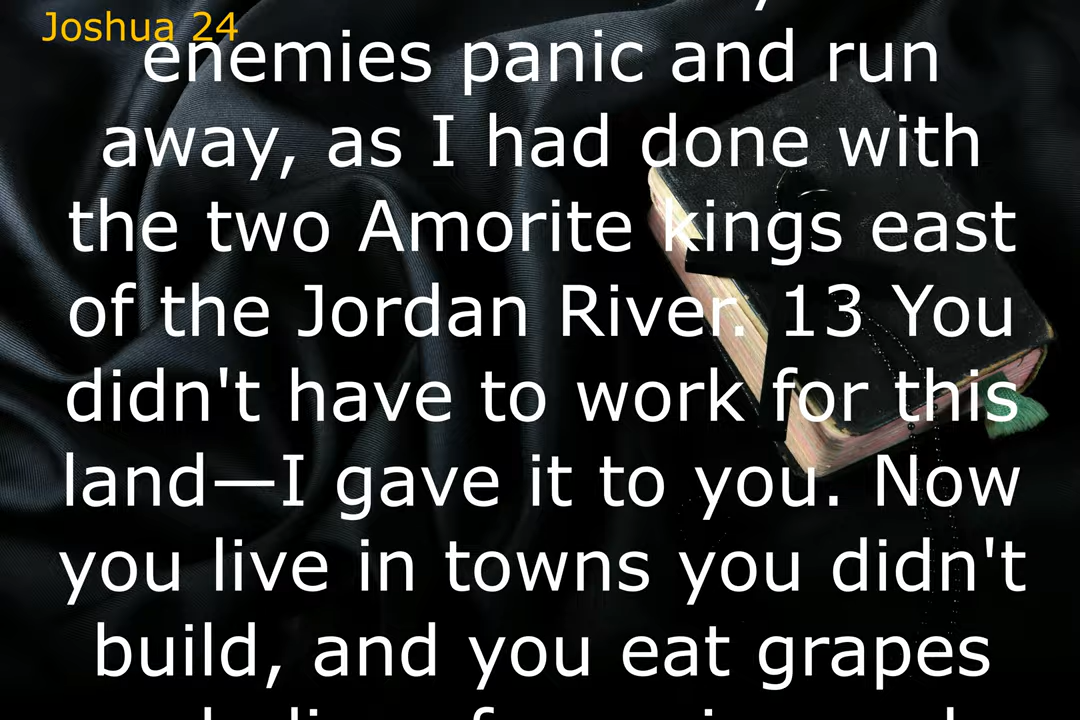 Joshua 24
enemies panic and run
away, as I had done with
the two Amorite kings east
of the Jordan River. 13 You
didn't have to work for this
land—I gave it to you. Now
you live in towns you didn't
build, and you eat grapes